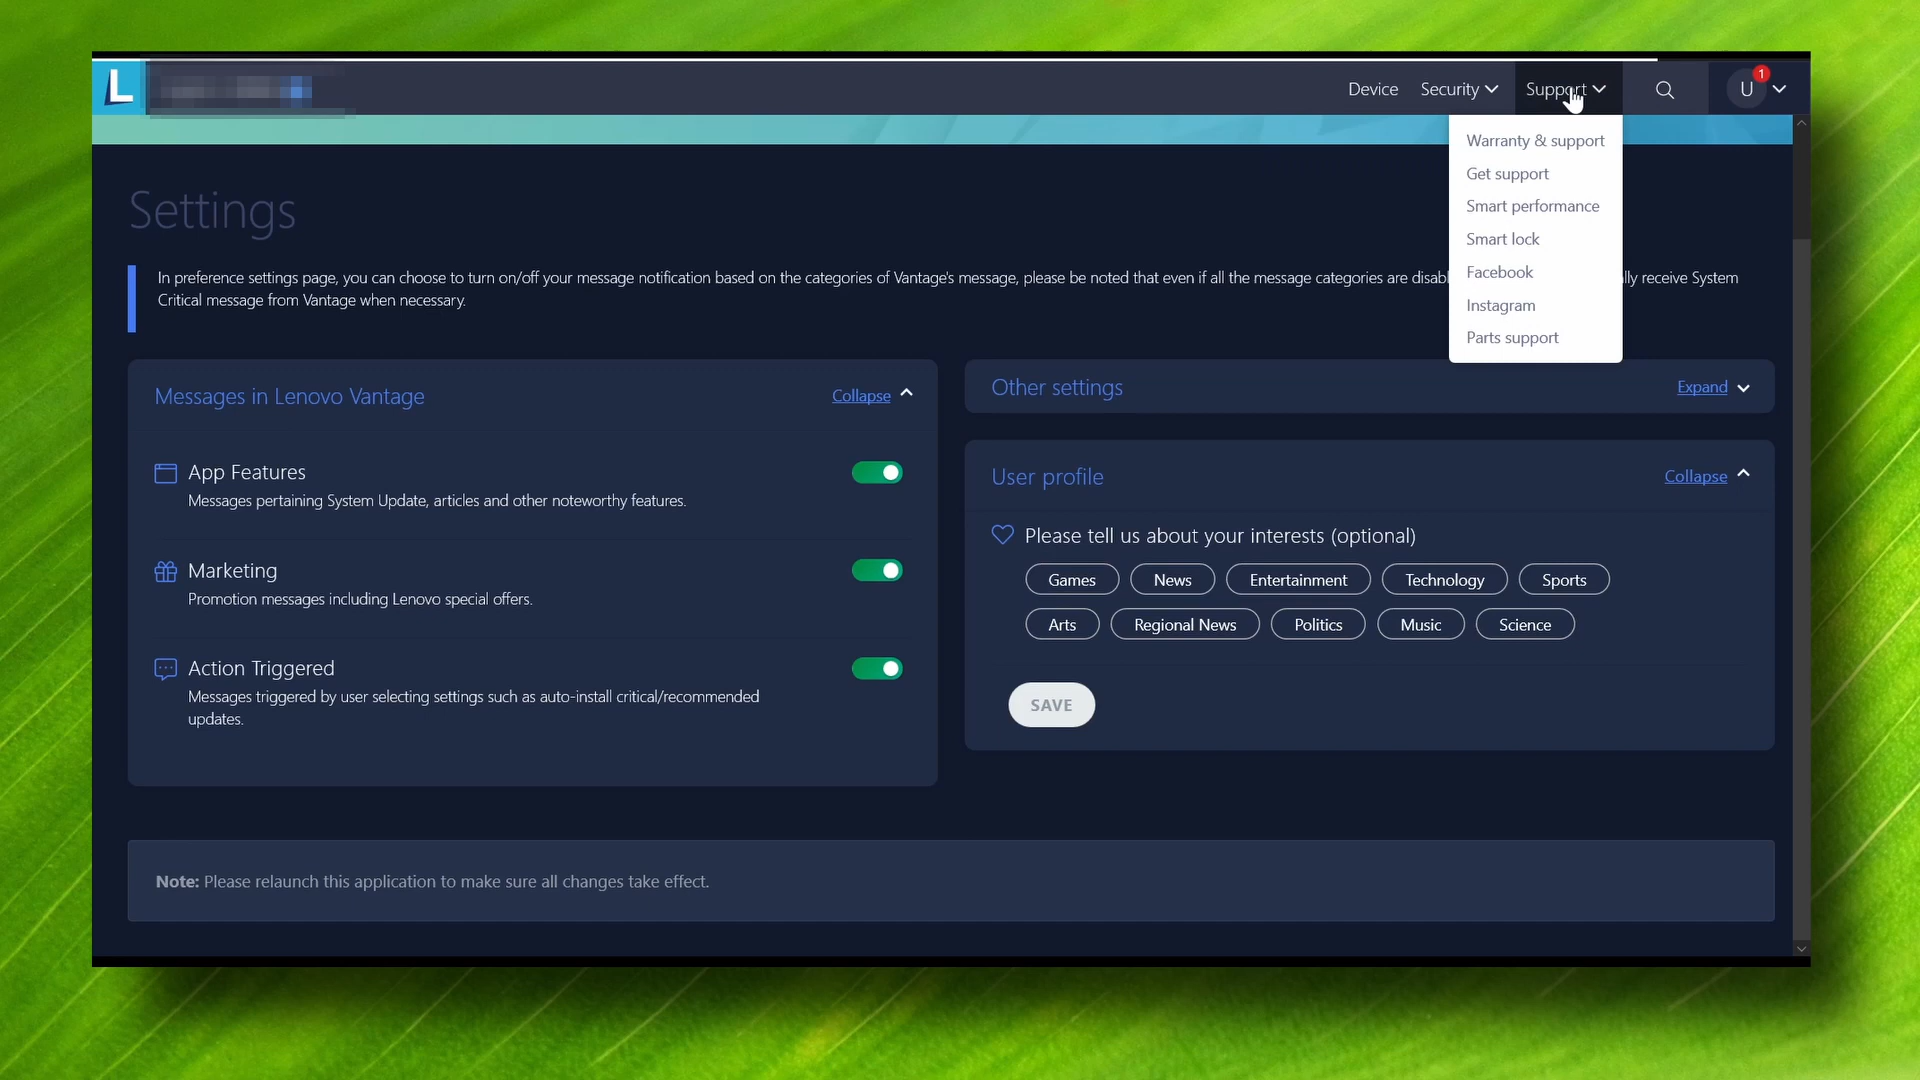 L
Device Security Support U 1
Warranty & support
Get support
Smart performance
Smart lock
Facebook
Instagram
Parts support
Settings
In preference settings page, you can choose to turn on/off your message notification based on the categories of Vantage's message, please be noted that even if all the message categories are disabl lly receive System
Critical message from Vantage when necessary.
Messages in Lenovo Vantage Collapse
App Features
Messages pertaining System Update, articles and other noteworthy features.
Marketing
Promotion messages including Lenovo special offers.
Action Triggered
Messages triggered by user selecting settings such as auto-install critical/recommended
updates.
Other settings Expand
User profile Collapse
Please tell us about your interests (optional)
Games News Entertainment Technology Sports
Arts Regional News Politics Music Science
SAVE
Note: Please relaunch this application to make sure all changes take effect.